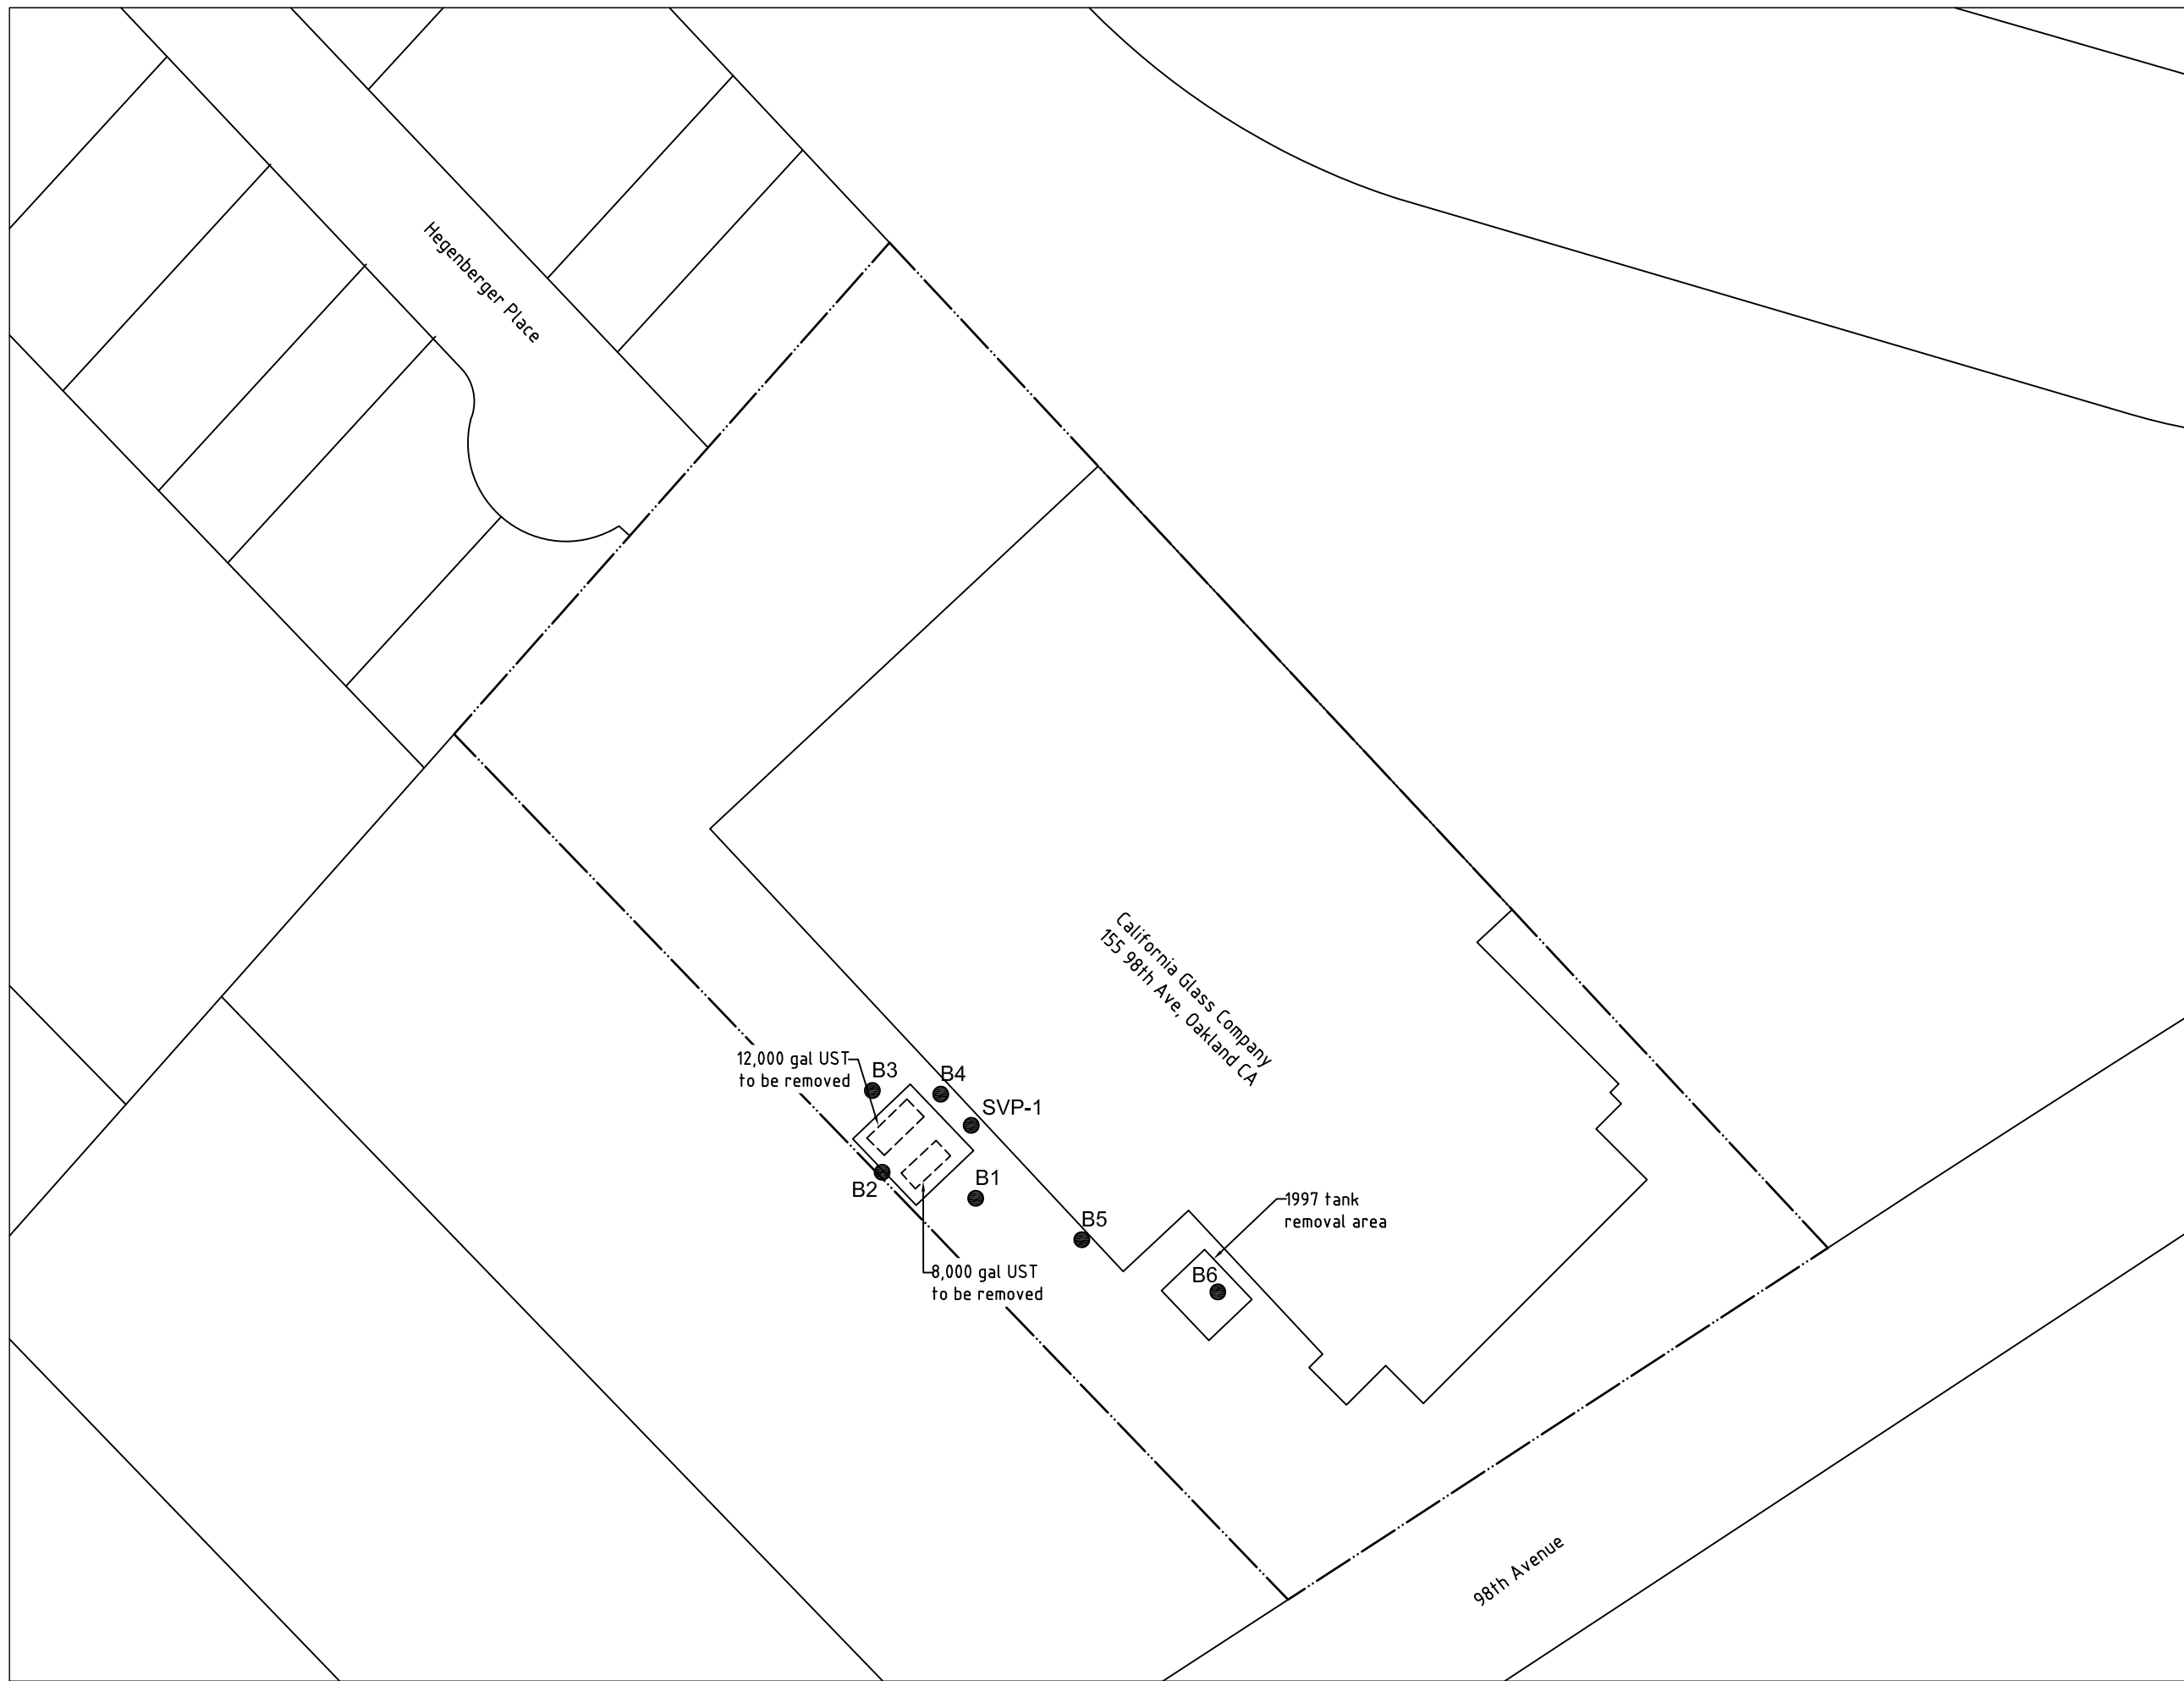 Hegenberger Place
California Glass Company
155 98th Ave, Oakland CA
12,000 gal UST
to be removed
B3
B4
SVP-1
B2
B1
B5
1997 tank
removal area
8,000 gal UST
to be removed
B6
98th Avenue